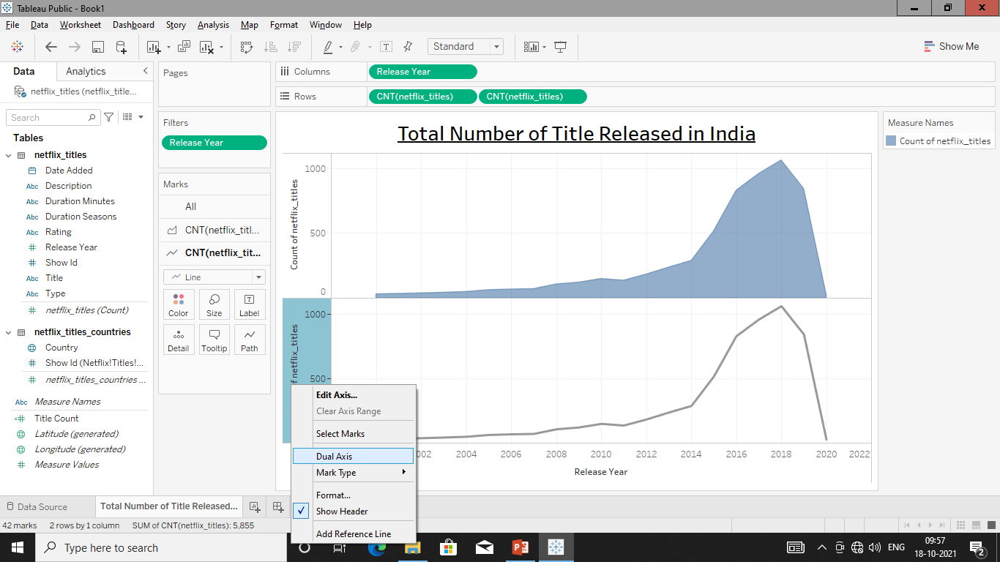 Tableau Public - Book1
File Data Worksheet Dashboard Story Analysis Map Format Window Help
Standard
Show Me
Data Analytics
netflix_titles (netflix_title...
Search
Tables
netflix_titles
Date Added
Abc Description
Abc Duration Minutes
Abc Duration Seasons
Abc Rating
Release Year
Show Id
Abc Title
Abc Type
netflix_titles (Count)
netflix_titles_countries
Country
Show Id (Netflix!Titles!...
netflix_titles_countries ...
Abc Measure Names
Title Count
Latitude (generated)
Longitude (generated)
Measure Values
Pages
Filters
Release Year
Marks
All
CNT(netflix_titl...
CNT(netflix_tit...
Line
Color Size Label
Detail Tooltip Path
Columns Release Year
Rows CNT(netflix_titles) CNT(netflix_titles)
Total Number of Title Released in India
Count of netflix_titles
1000
500
0
f netflix_titles
1000
500
002 2004 2006 2008 2010 2012 2014 2016 2018 2020 2022
Release Year
Measure Names
Count of netflix_titles
Edit Axis...
Clear Axis Range
Select Marks
Dual Axis
Mark Type
Format...
Show Header
Add Reference Line
Data Source Total Number of Title Released...
42 marks 2 rows by 1 column SUM of CNT(netflix_titles): 5,855
Type here to search
ENG
09:57
18-10-2021
2